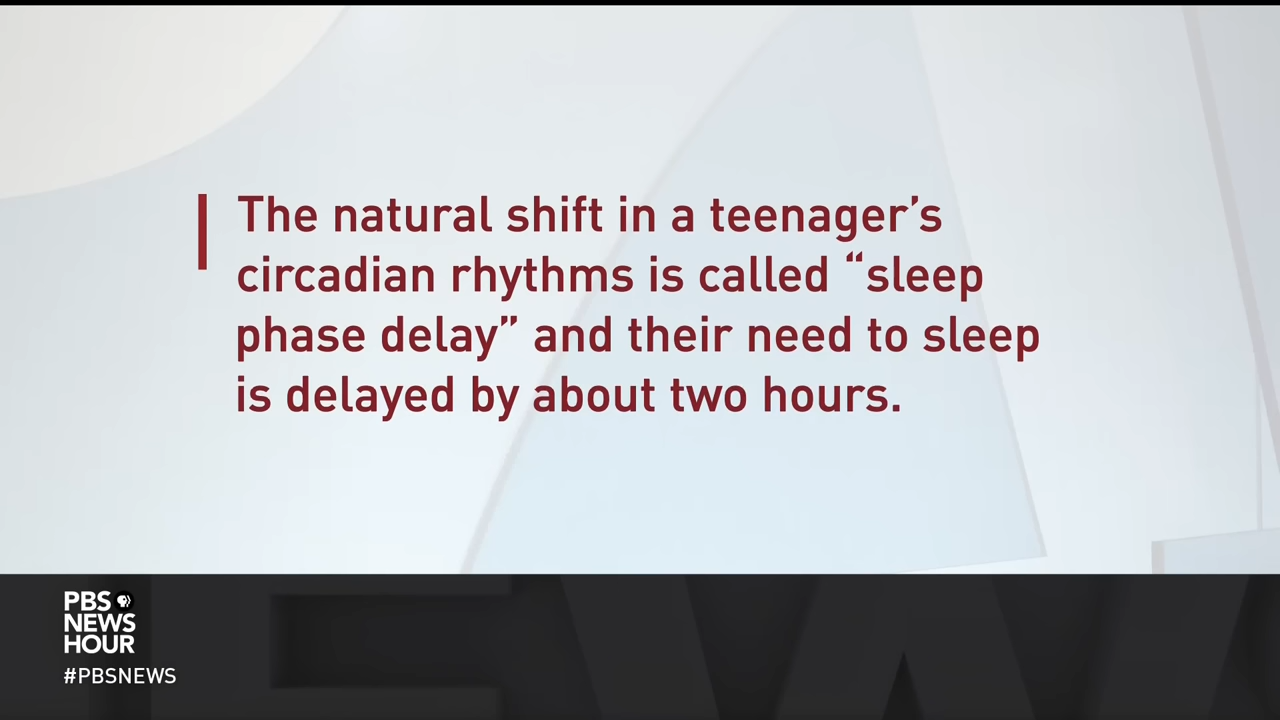 The natural shift in a teenager’s
circadian rhythms is called “sleep
phase delay” and their need to sleep
is delayed by about two hours.
PBS
NEWS
HOUR
#PBSNEWS